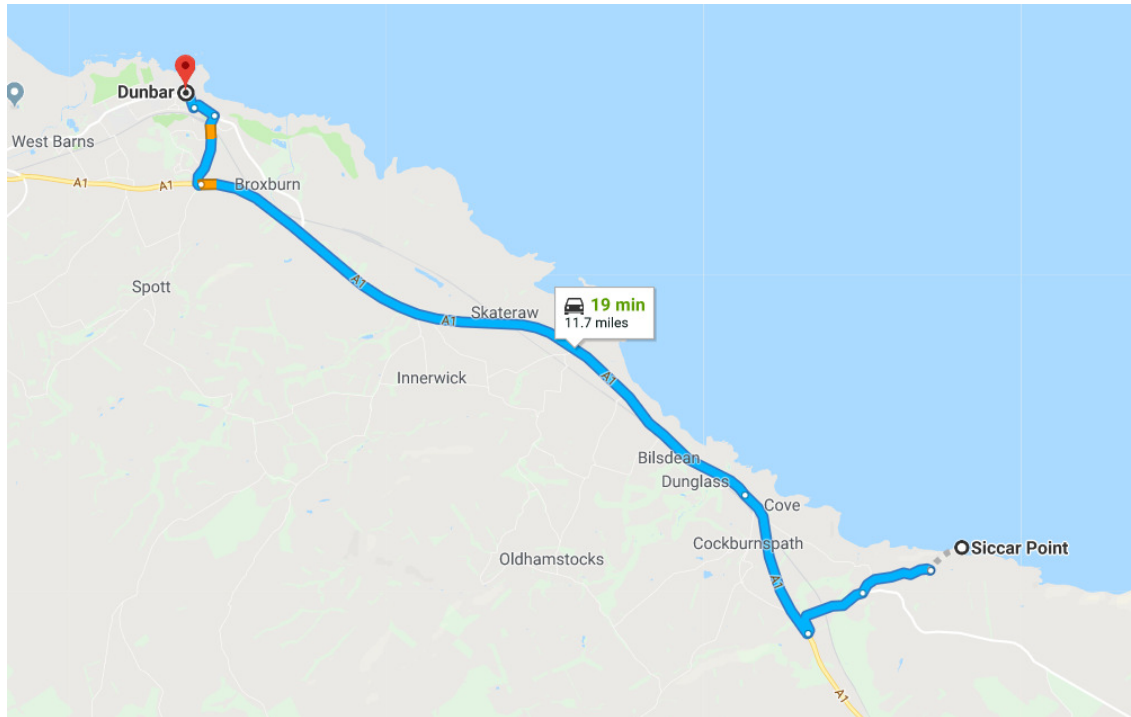 Dunbar
West Barns
A1
A1
Broxburn
Spott
A1
Skateraw
A1
19 min
11.7 miles
Innerwick
A1
Bilsdean
Dunglass
Cove
Cockburnspath
Oldhamstocks
Siccar Point
A1
A1